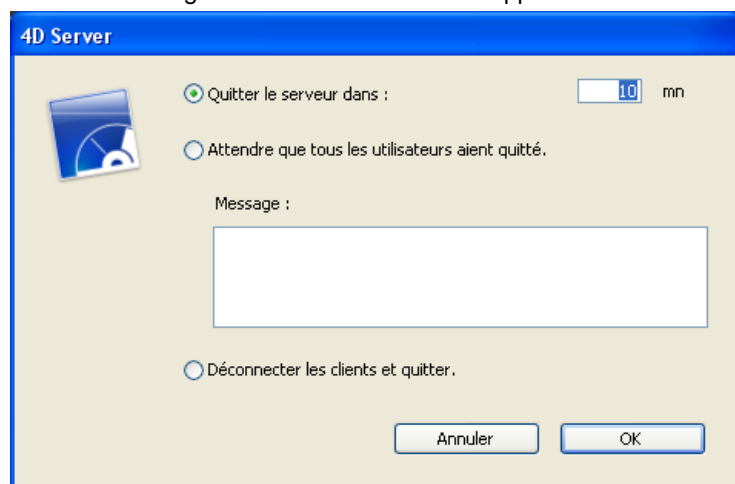 4D Server
Quitter le serveur dans : 10 mn
Attendre que tous les utilisateurs aient quitté.
Message :
Déconnecter les clients et quitter.
Annuler OK